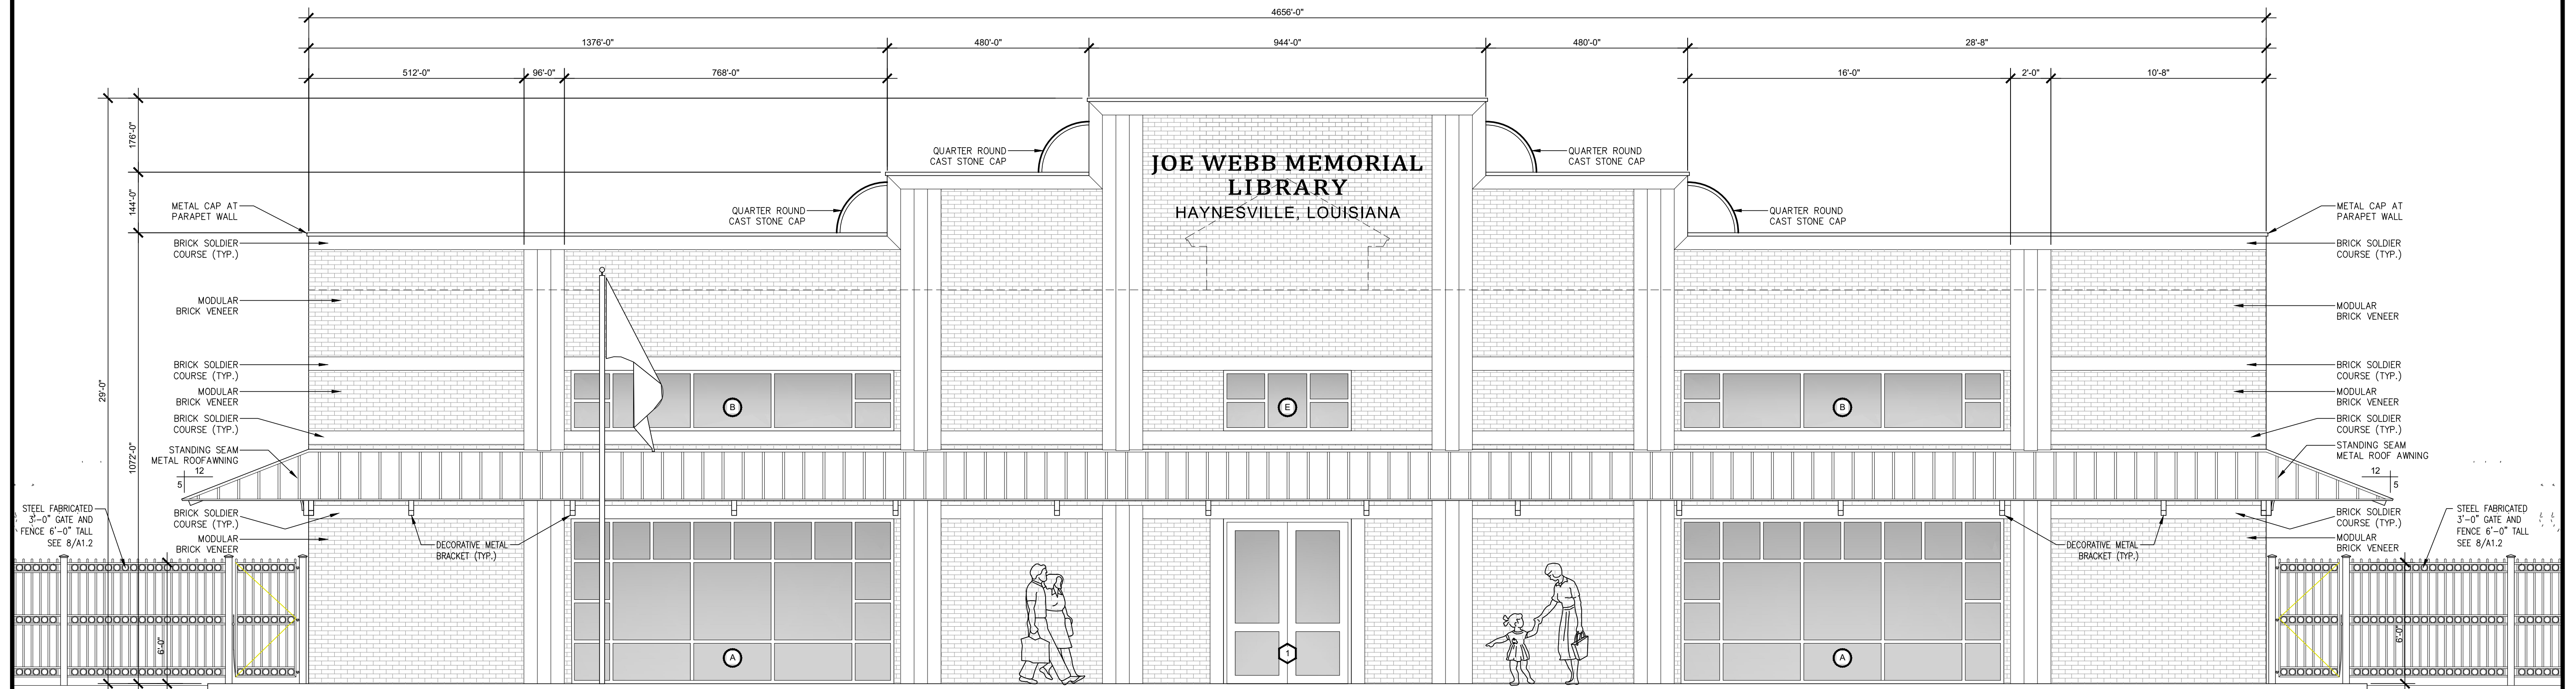 4656'-0"
1376'-0"
480'-0"
944'-0"
480'-0"
28'-8"
512'-0"
96'-0"
768'-0"
16'-0"
2'-0"
10'-8"
29'-0"
176'-0"
144'-0"
1072'-0"
QUARTER ROUND
CAST STONE CAP
QUARTER ROUND
CAST STONE CAP
QUARTER ROUND
CAST STONE CAP
QUARTER ROUND
CAST STONE CAP
JOE WEBB MEMORIAL
LIBRARY
HAYNESVILLE, LOUISIANA
METAL CAP AT
PARAPET WALL
BRICK SOLDIER
COURSE (TYP.)
MODULAR
BRICK VENEER
BRICK SOLDIER
COURSE (TYP.)
MODULAR
BRICK VENEER
BRICK SOLDIER
COURSE (TYP.)
STANDING SEAM
METAL ROOFAWNING
12
5
STEEL FABRICATED
3'-0" GATE AND
FENCE 6'-0" TALL
SEE 8/A1.2
BRICK SOLDIER
COURSE (TYP.)
MODULAR
BRICK VENEER
6'-0"
DECORATIVE METAL
BRACKET (TYP.)
B
E
B
A
1
A
DECORATIVE METAL
BRACKET (TYP.)
METAL CAP AT
PARAPET WALL
BRICK SOLDIER
COURSE (TYP.)
MODULAR
BRICK VENEER
BRICK SOLDIER
COURSE (TYP.)
MODULAR
BRICK VENEER
BRICK SOLDIER
COURSE (TYP.)
STANDING SEAM
METAL ROOF AWNING
12
5
BRICK SOLDIER
COURSE (TYP.)
MODULAR
BRICK VENEER
STEEL FABRICATED
3'-0" GATE AND
FENCE 6'-0" TALL
SEE 8/A1.2
6'-0"